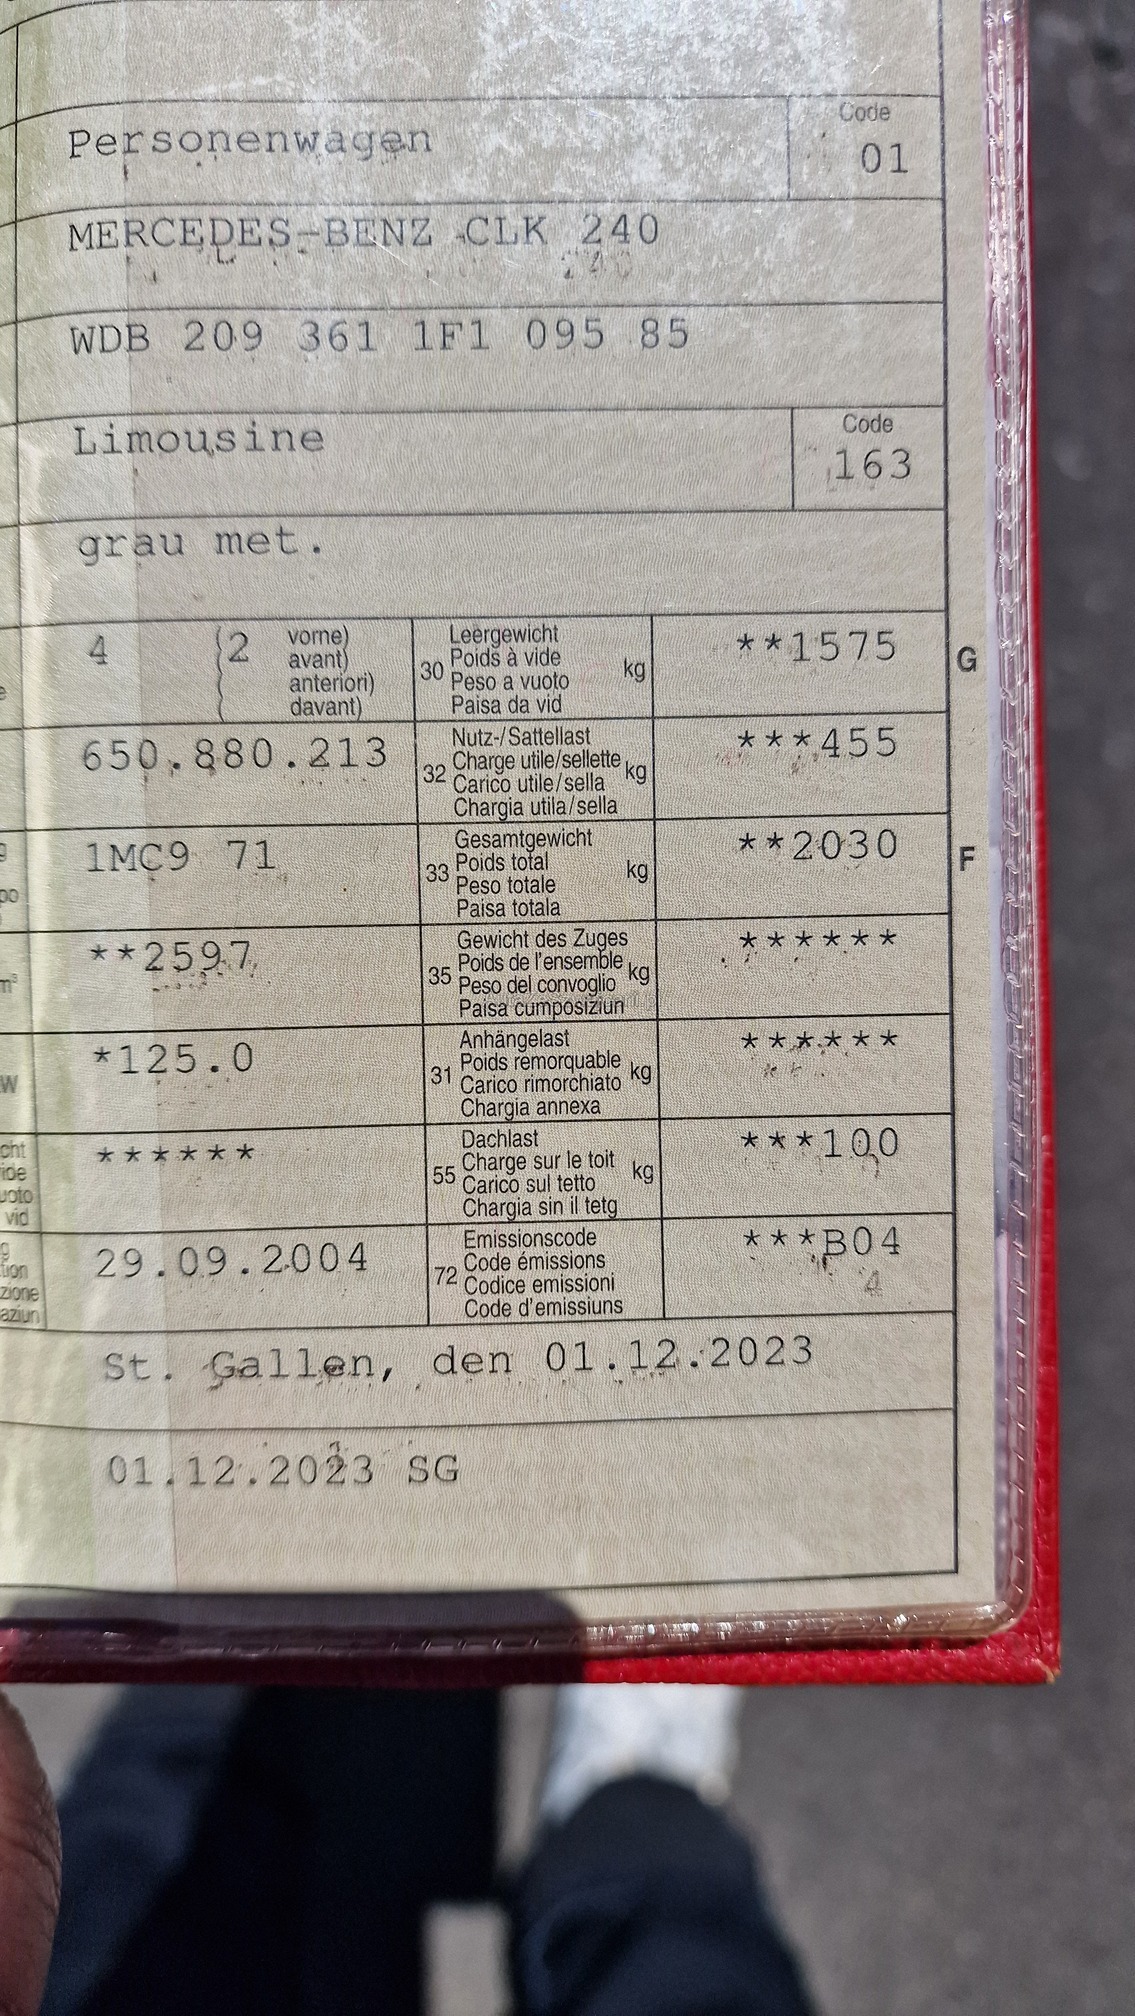 Code
Personenwagen 01
MERCEDES-BENZ CLK 240
WDB 209 361 1F1 095 85
Code
Limousine 163
grau met.
4 (2 vorne) avant) anteriori) davant)
30 Leergewicht Poids à vide Peso a vuoto Paisa da vid kg **1575 G
650.880.213
32 Nutz-/Sattellast Charge utile/sellette Carico utile/sella Chargia utila/sella kg ***455
1MC9 71
33 Gesamtgewicht Poids total Peso totale Paisa totala kg **2030 F
**2597
35 Gewicht des Zuges Poids de l'ensemble Peso del convoglio Paisa cumposiziun kg ******
*125.0
31 Anhängelast Poids remorquable Carico rimorchiato Chargia annexa kg ******
******
55 Dachlast Charge sur le toit Carico sul tetto Chargia sin il tetg kg ***100
29.09.2004
72 Emissionscode Code émissions Codice emissioni Code d'emissiuns ***B04
St. Gallen, den 01.12.2023
01.12.2023 SG